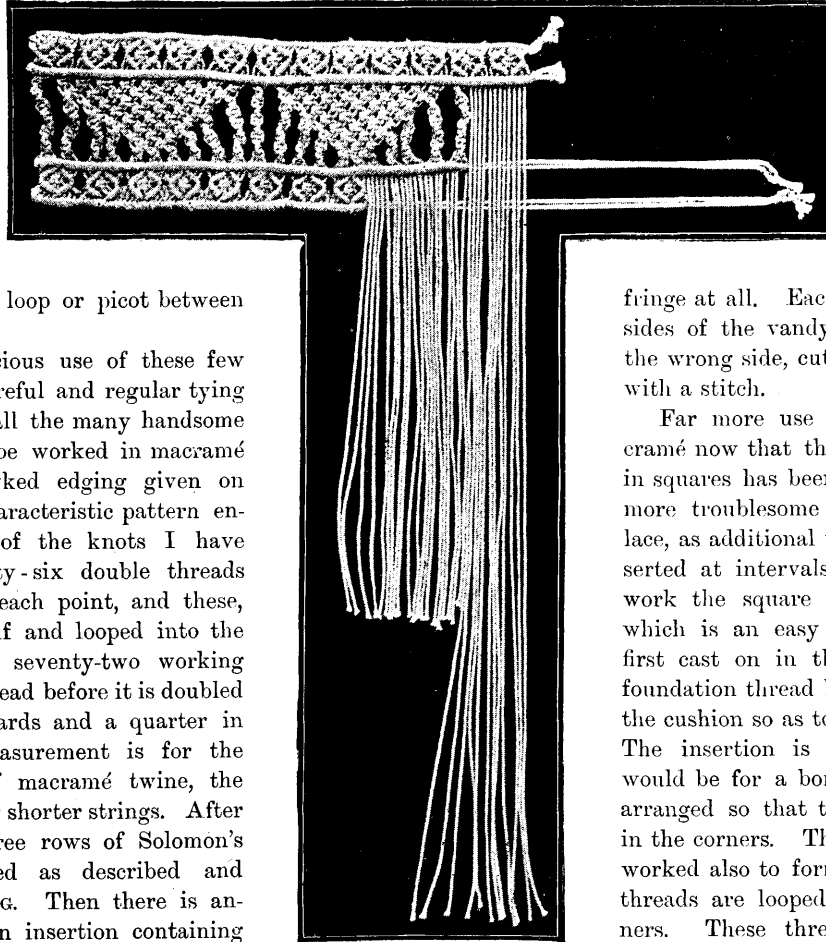 loop or picot between
cious use of these few
reful and regular tying
all the many handsome
be worked in macramé
ked edging given on
aracteristic pattern en-
of the knots I have
ty-six double threads
each point, and these,
lf and looped into the
seventy-two working
ead before it is doubled
ards and a quarter in
asurement is for the
macramé twine, the
shorter strings. After
ree rows of Solomon's
ed as described and
G. Then there is an-
n insertion containing
fringe at all. Eac
sides of the vandy
the wrong side, cut
with a stitch.
Far more use
cramé now that th
in squares has bee
more troublesome
lace, as additional
serted at intervals
work the square
which is an easy
first cast on in th
foundation thread
the cushion so as to
The insertion is
would be for a bor
arranged so that t
in the corners. Th
worked also to for
threads are looped
ners. These thre